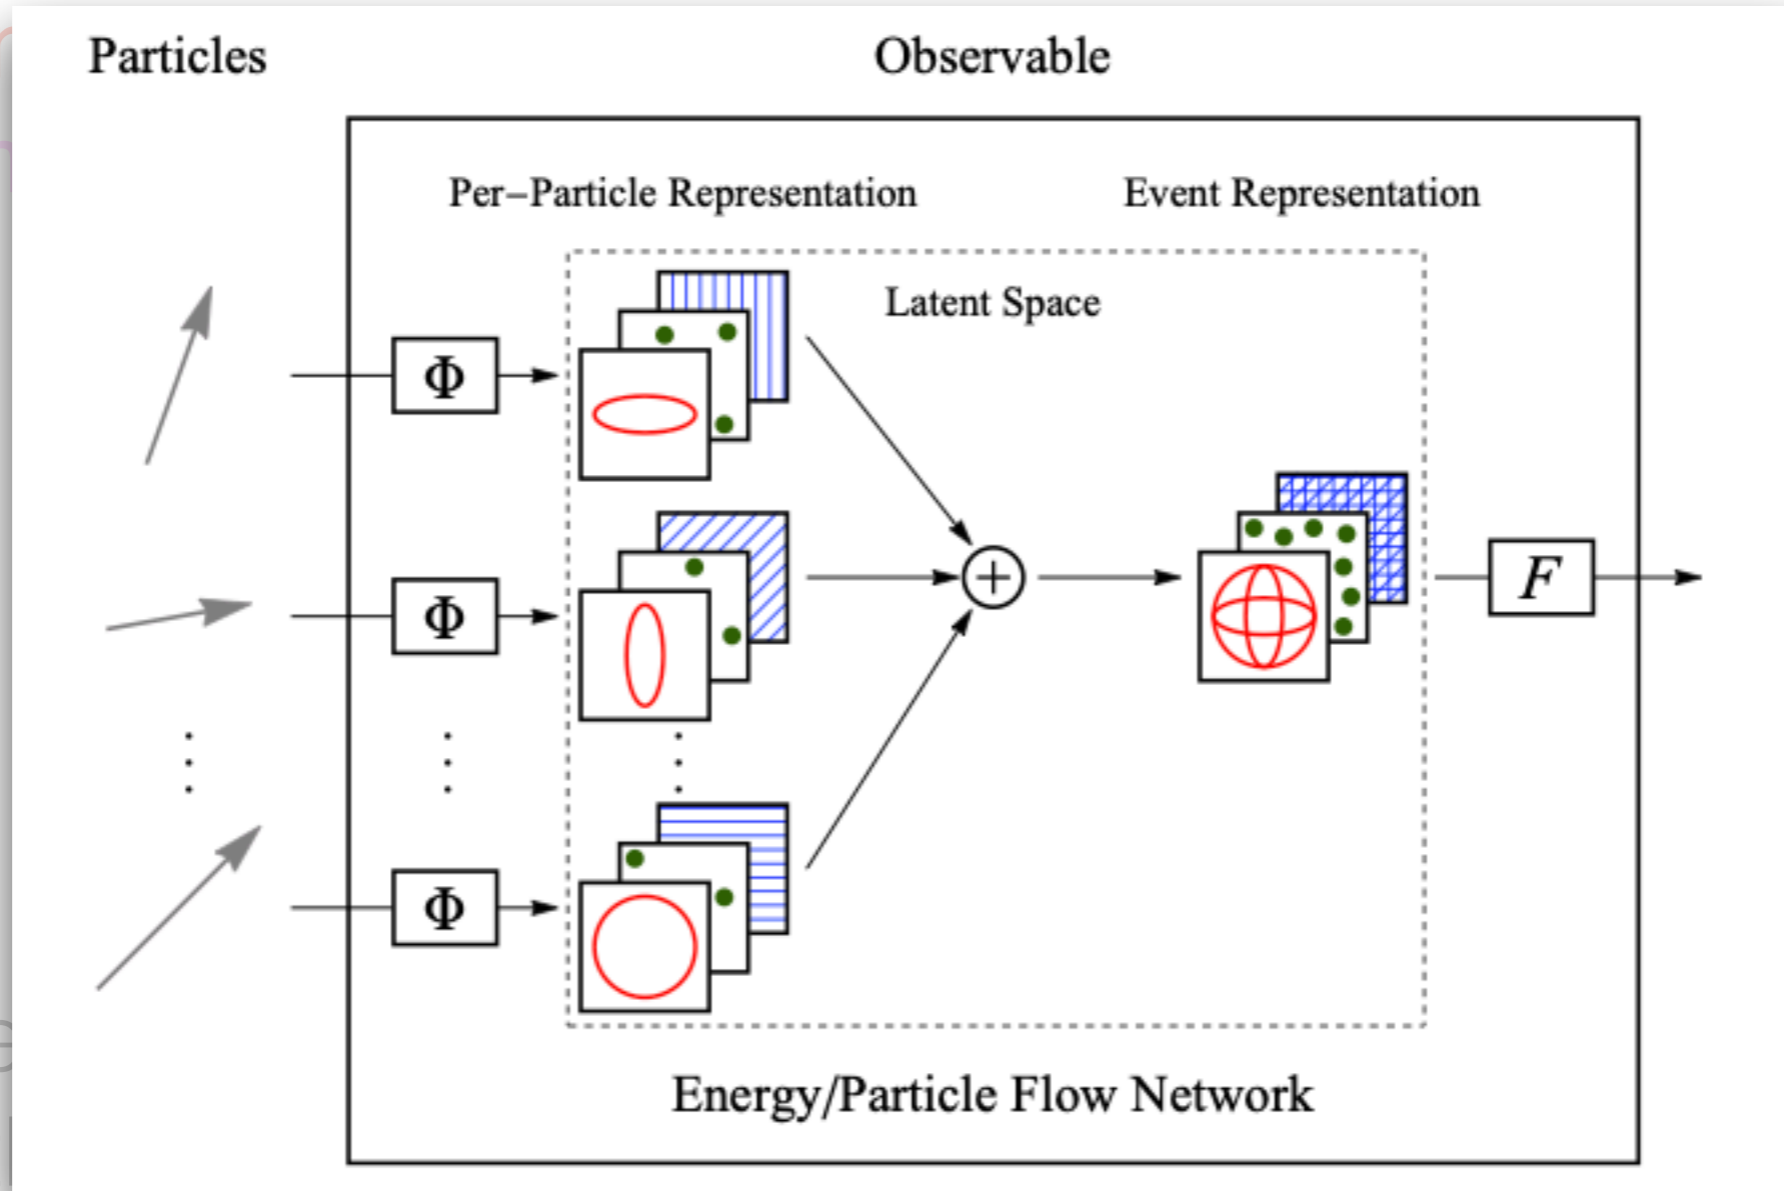 Particles
Observable
Per–Particle Representation
Event Representation
Latent Space
Φ
Φ
+
F
Φ
Energy/Particle Flow Network